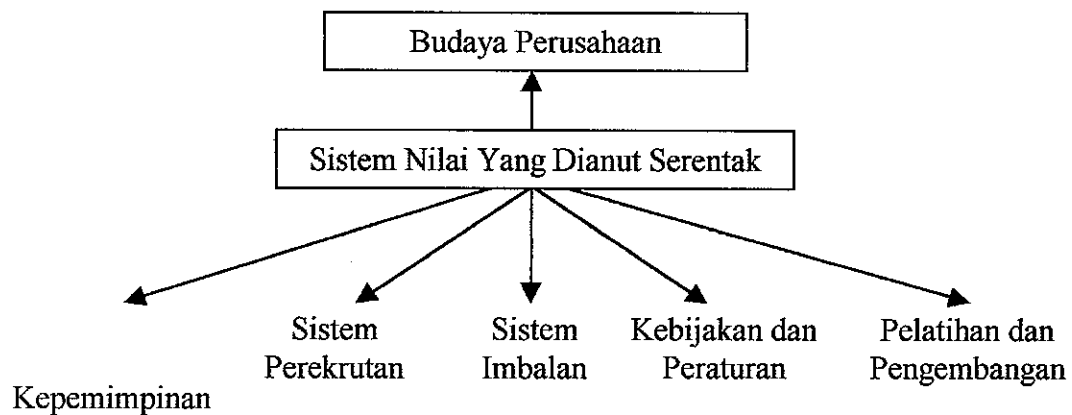 Budaya Perusahaan
Sistem Nilai Yang Dianut Serentak
Sistem
Perekrutan
Sistem
Imbalan
Kebijakan dan
Peraturan
Pelatihan dan
Pengembangan
Kepemimpinan